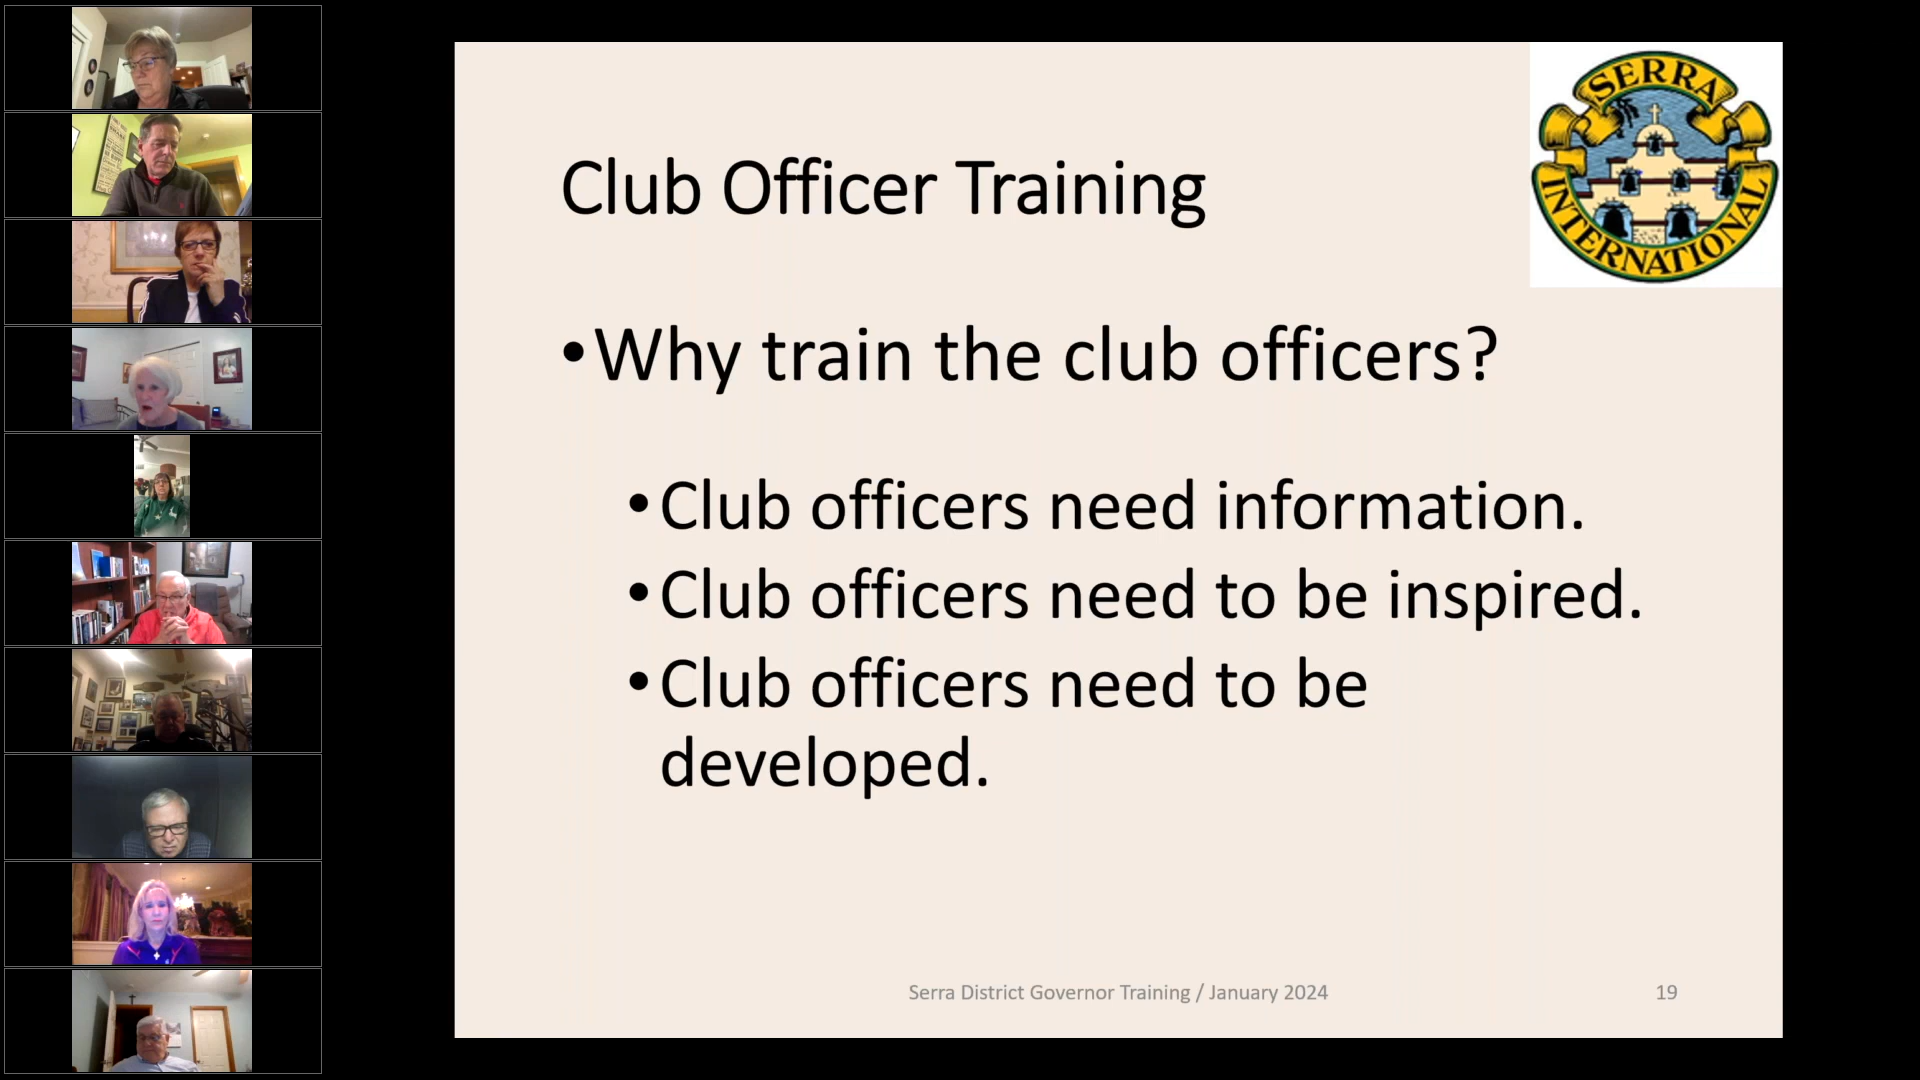 SERRA
INTERNATIONAL
Club Officer Training
•Why train the club officers?
•Club officers need information.
•Club officers need to be inspired.
•Club officers need to be
developed.
Serra District Governor Training / January 2024
19